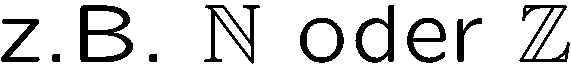 z.B. ℕ oder ℤ